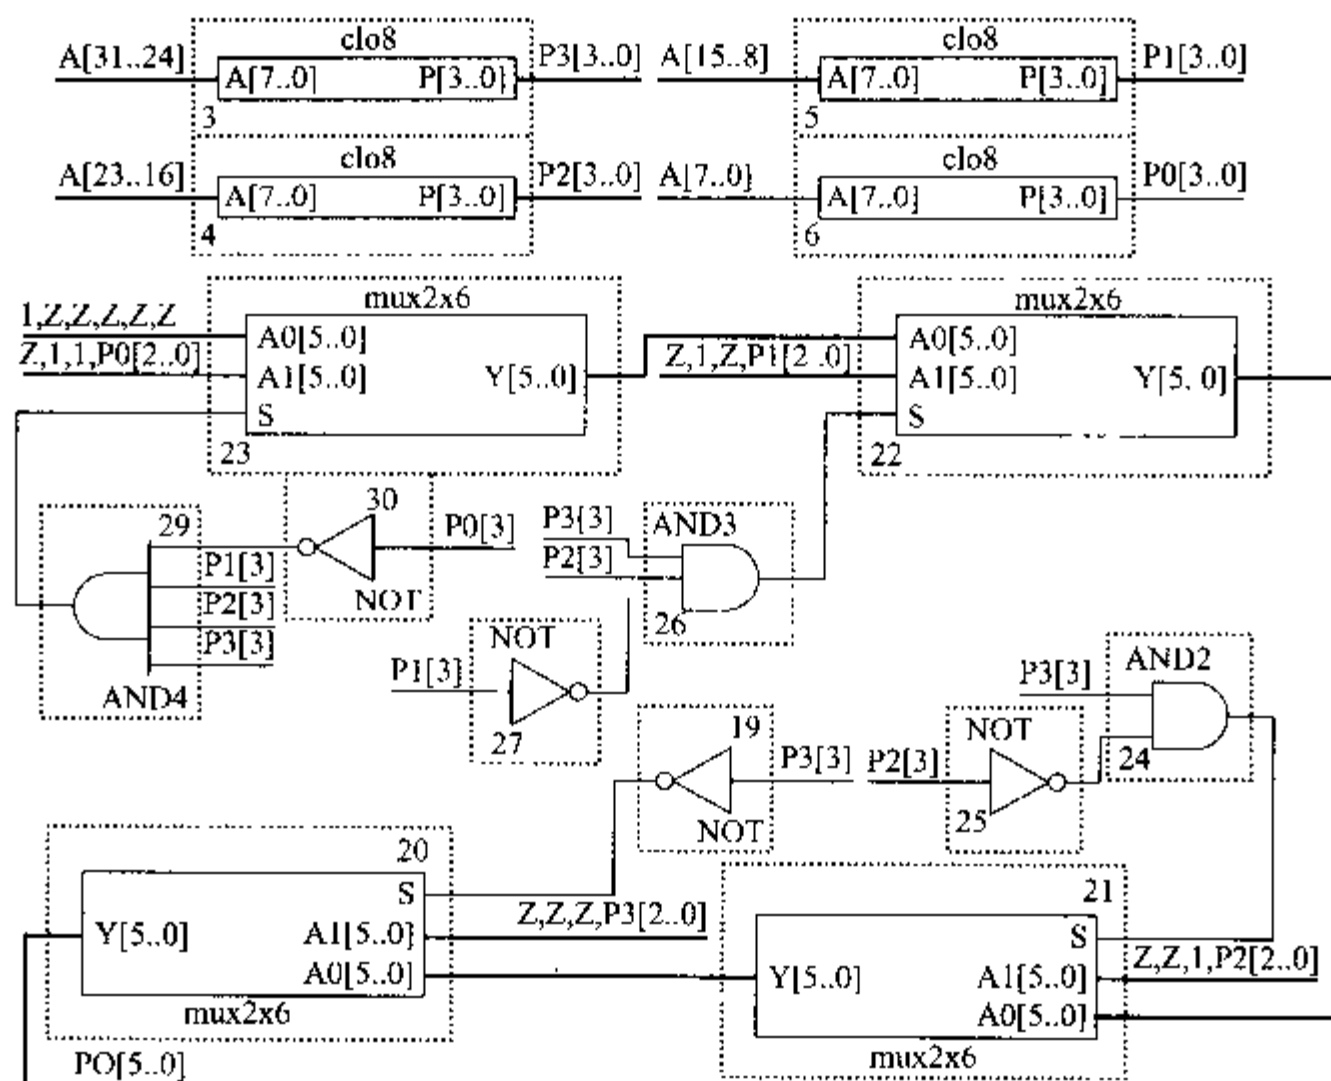 clo8
A[31..24] A[7..0] P[3..0} P3[3..0]
3
clo8
A[15..8] A[7..0] P[3..0] P1[3..0]
5
clo8
A[23..16] A[7..0] P[3..0] P2[3..0]
4
clo8
A[7..0} A[7..0] P[3..0] P0[3..0]
6
mux2x6
1,Z,Z,Z,Z,Z A0[5..0]
Z,1,1,P0[2..0] A1[5..0] Y[5..0]
S
23
mux2x6
A0[5..0]
Z,1,Z,P1[2..0] A1[5..0] Y[5..0]
S
22
29
P1[3]
P2[3]
P3[3]
AND4
30
P0[3]
NOT
P3[3]
P2[3]
AND3
26
NOT
P1[3]
27
19
P3[3]
NOT
P2[3]
NOT
25
P3[3]
AND2
24
20
S
Z,Z,Z,P3[2..0]
Y[5..0] A1[5..0}
A0[5..0]
mux2x6
PO[5..0]
21
S
Z,Z,1,P2[2..0]
Y[5..0] A1[5..0]
A0[5..0]
mux2x6